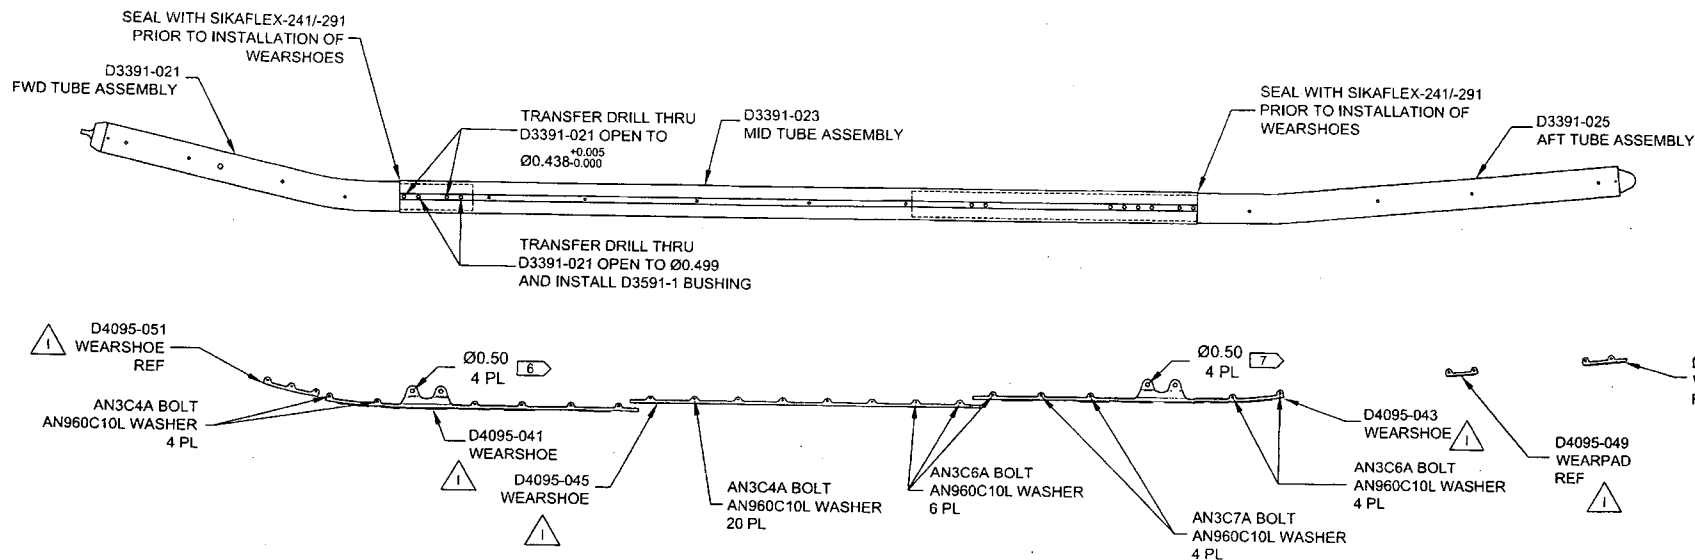 SEAL WITH SIKAFLEX-241/-291
PRIOR TO INSTALLATION OF
WEARSHOES
D3391-021
FWD TUBE ASSEMBLY
TRANSFER DRILL THRU
D3391-021 OPEN TO
Ø0.438+0.005
-0.000
D3391-023
MID TUBE ASSEMBLY
SEAL WITH SIKAFLEX-241/-291
PRIOR TO INSTALLATION OF
WEARSHOES
D3391-025
AFT TUBE ASSEMBLY
TRANSFER DRILL THRU
D3391-021 OPEN TO Ø0.499
AND INSTALL D3591-1 BUSHING
1
D4095-051
WEARSHOE
REF
Ø0.50
4 PL
6
Ø0.50
4 PL
7
AN3C4A BOLT
AN960C10L WASHER
4 PL
D4095-041
WEARSHOE
1
D4095-045
WEARSHOE
1
AN3C4A BOLT
AN960C10L WASHER
20 PL
AN3C6A BOLT
AN960C10L WASHER
6 PL
AN3C7A BOLT
AN960C10L WASHER
4 PL
AN3C6A BOLT
AN960C10L WASHER
4 PL
D4095-043
WEARSHOE
1
D4095-049
WEARPAD
REF
1